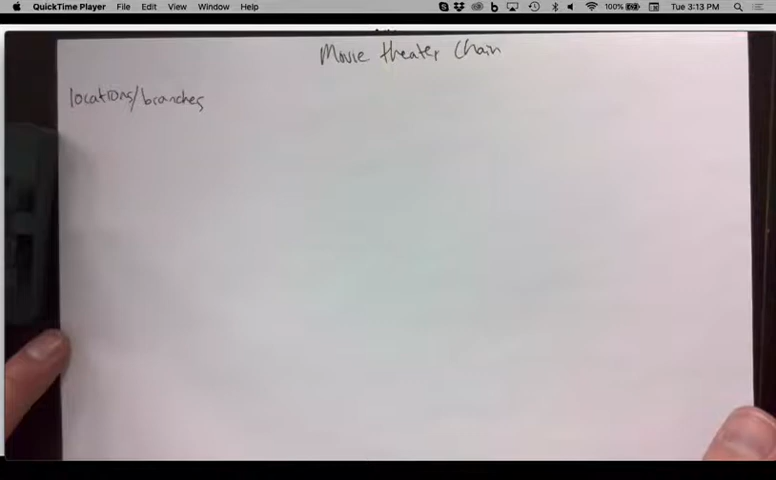 QuickTime Player File Edit View Window Help 100% Tue 3:13 PM
Movie theater Chain
locations/branches